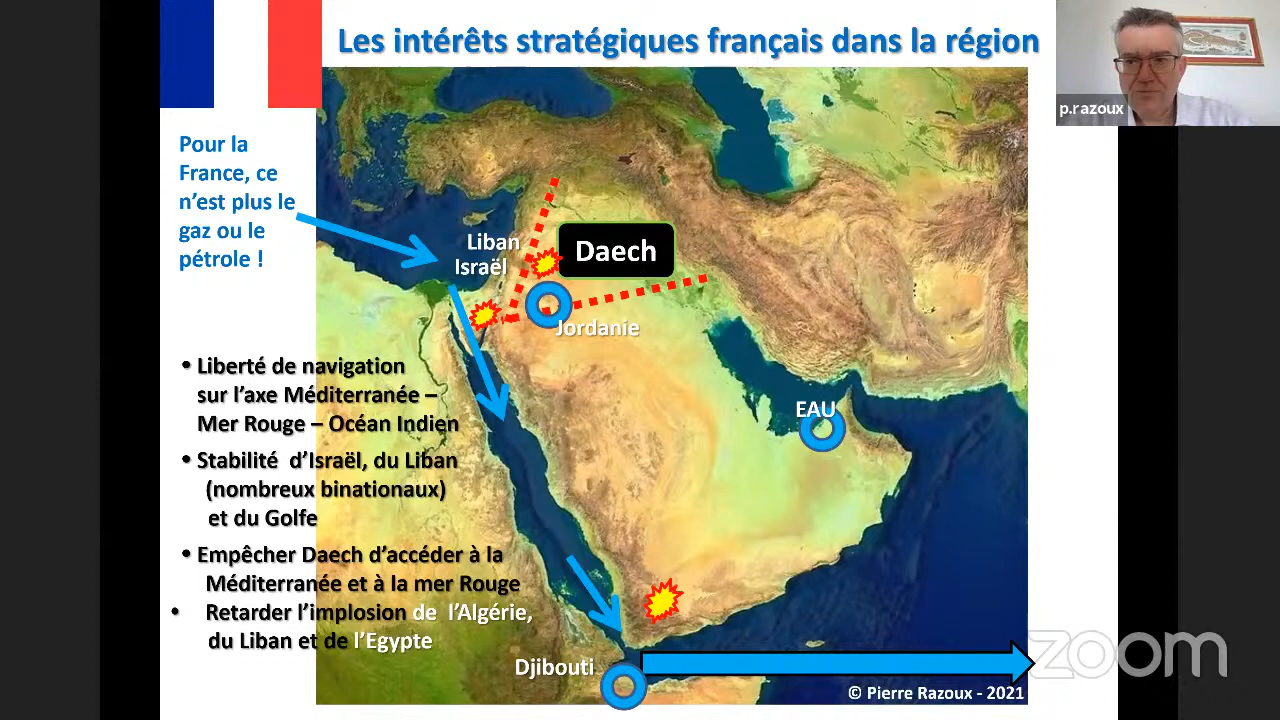 Les intérêts stratégiques français dans la région
p.razoux
Pour la
France, ce
n'est plus le
gaz ou le
pétrole !
Liban
Israël
Daech
Jordanie
EAU
• Liberté de navigation
sur l'axe Méditerranée –
Mer Rouge – Océan Indien
• Stabilité d'Israël, du Liban
(nombreux binationaux)
et du Golfe
• Empêcher Daech d'accéder à la
Méditerranée et à la mer Rouge
• Retarder l'implosion de l'Algérie,
du Liban et de l'Egypte
Djibouti
zoom
© Pierre Razoux - 2021